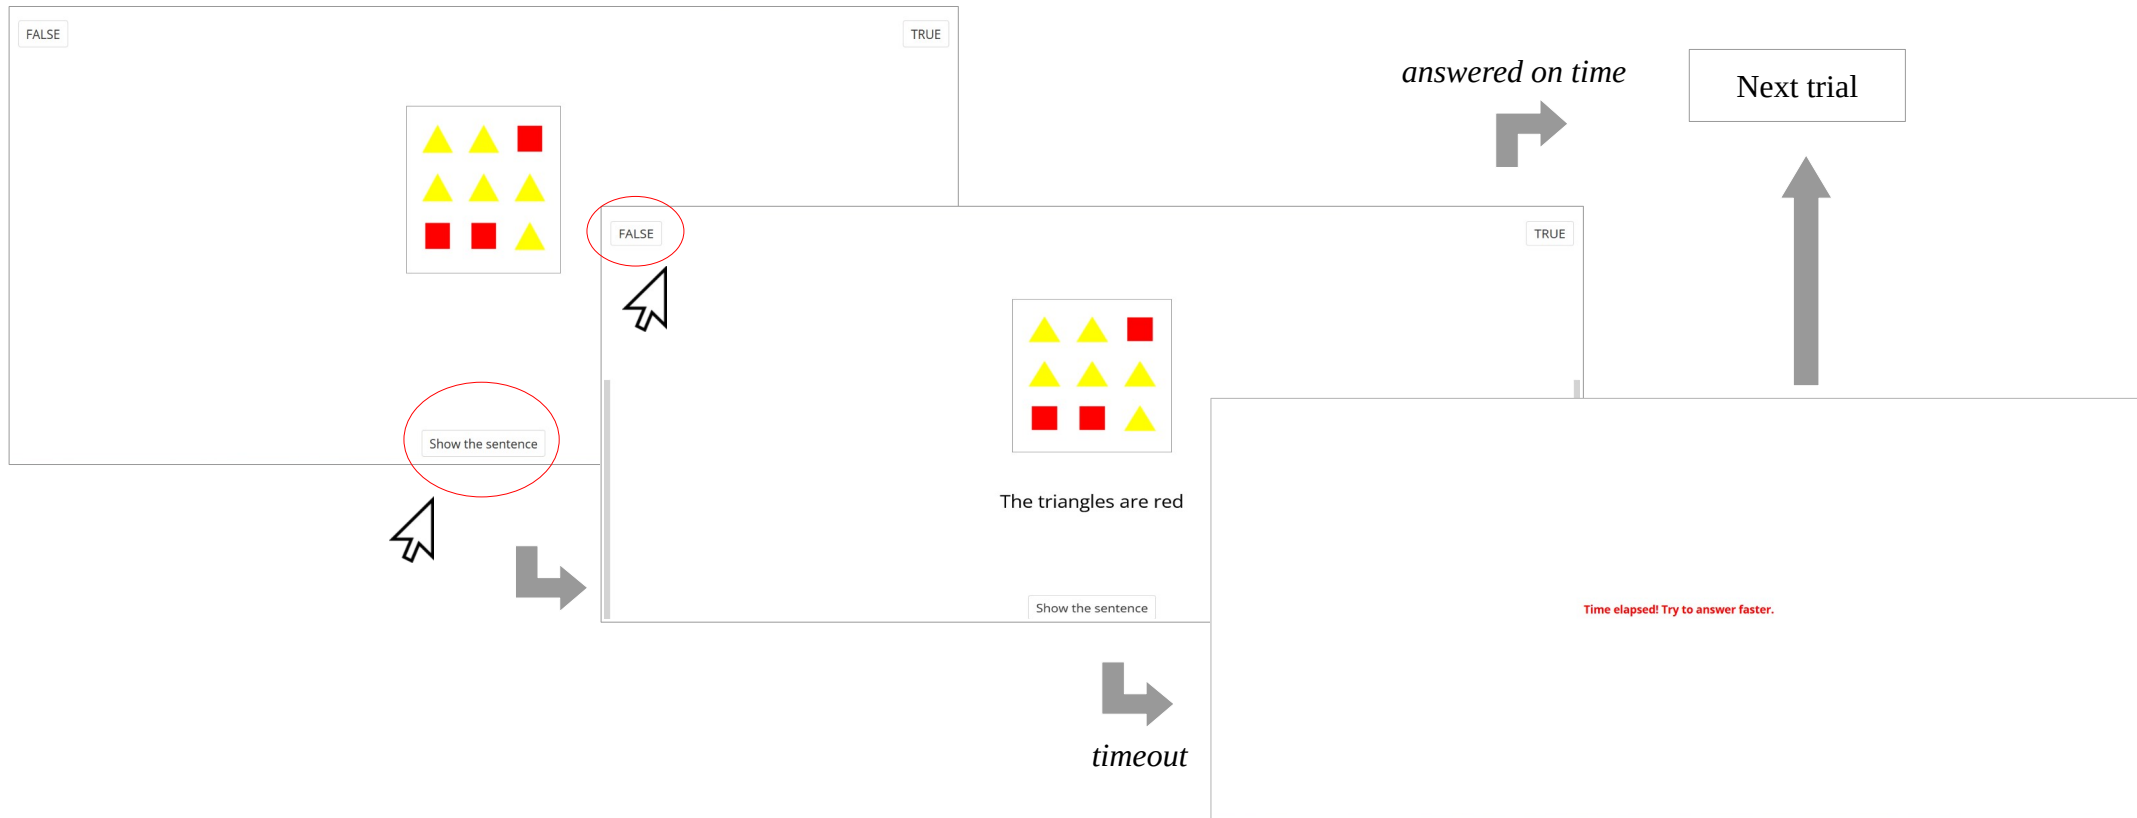 FALSE
TRUE
Show the sentence
FALSE
TRUE
The triangles are red
Show the sentence
answered on time
Next trial
timeout
Time elapsed! Try to answer faster.